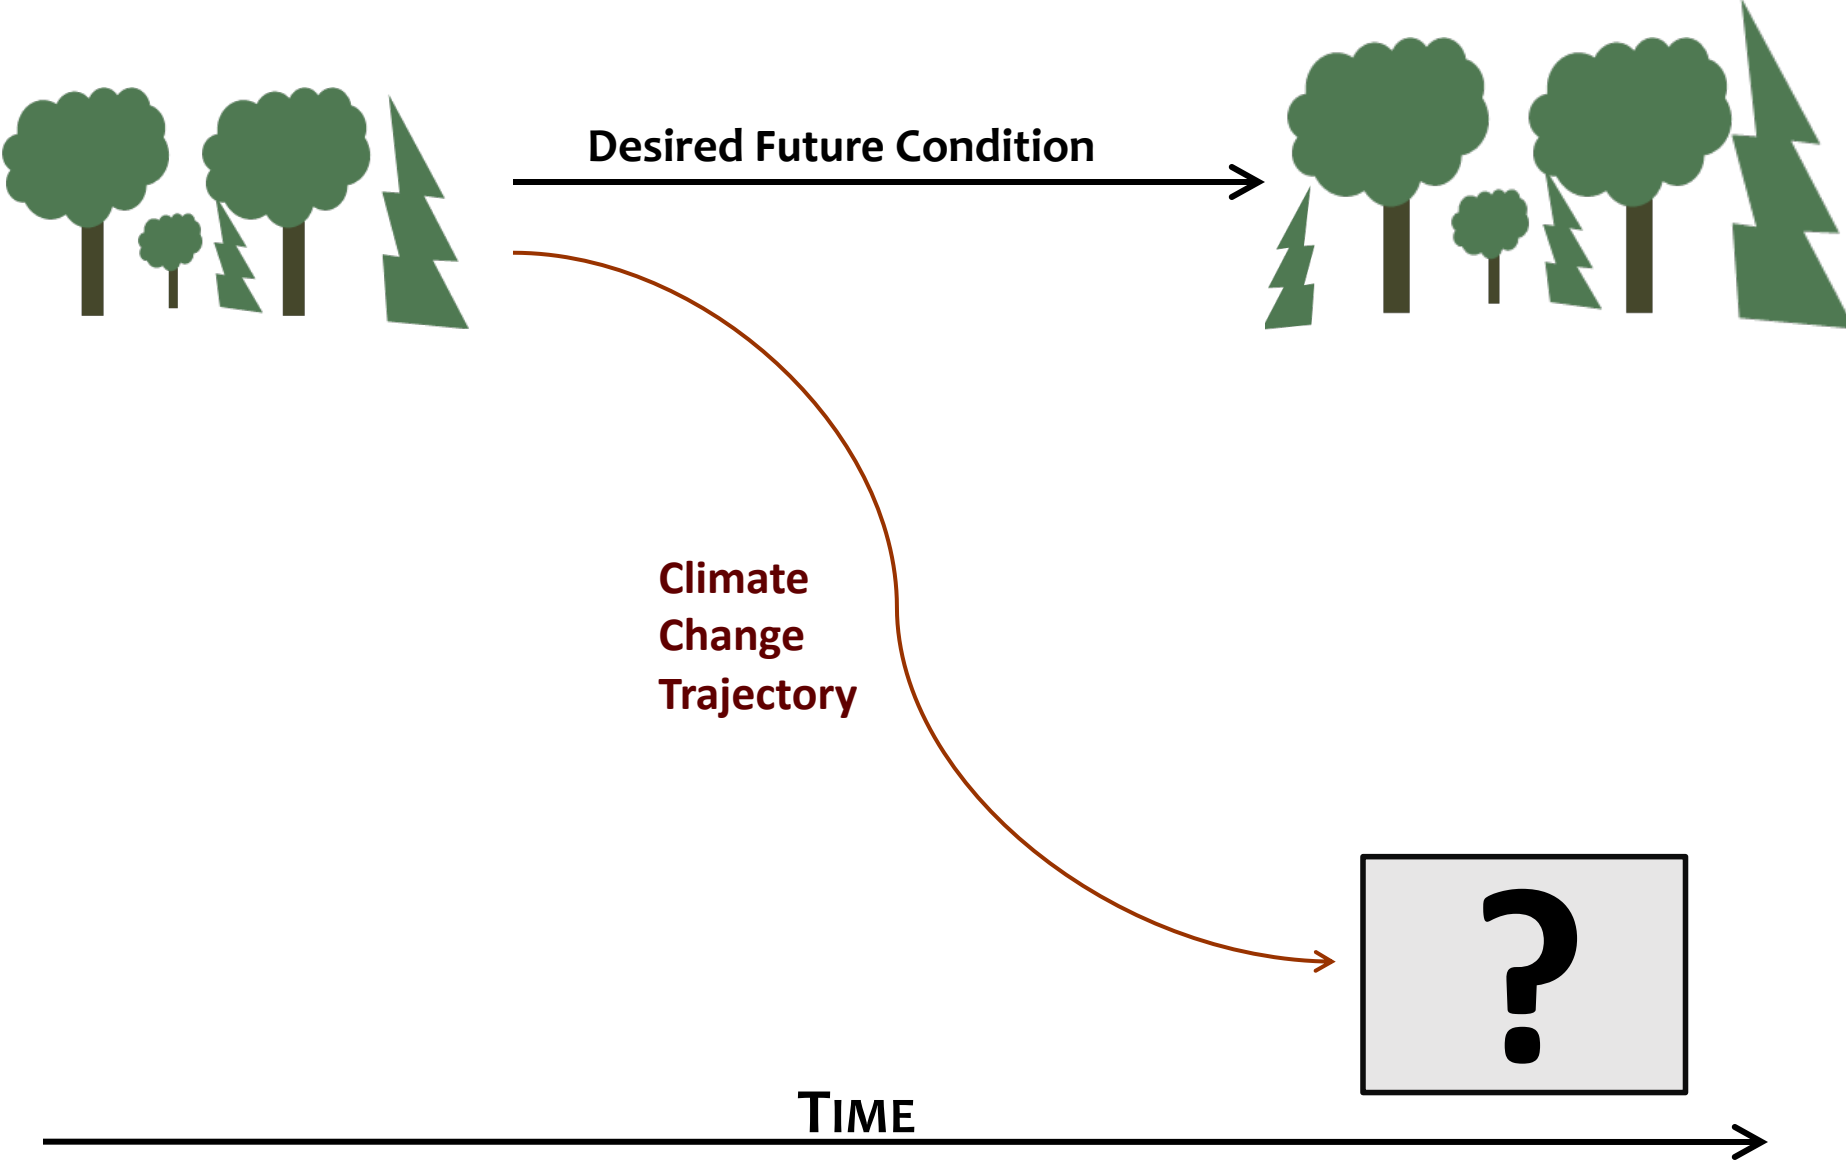 Desired Future Condition
Climate
Change
Trajectory
?
TIME